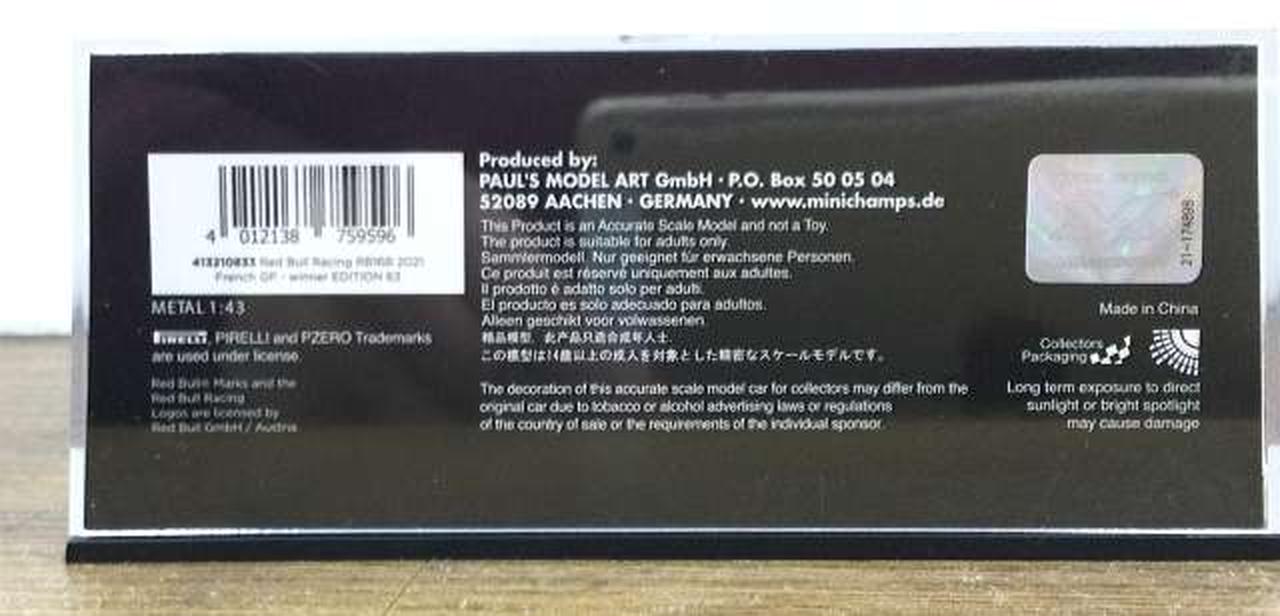 4 012138 759596
413210833 Red Bull Racing RB16B 2021
French GP - winner EDITION 63
METAL 1:43
PIRELLI, PIRELLI and PZERO Trademarks
are used under license
Red Bull® Marks and the
Red Bull Racing
Logos are licensed by
Red Bull GmbH / Austria
Produced by:
PAUL'S MODEL ART GmbH · P.O. Box 50 05 04
52089 AACHEN · GERMANY · www.minichamps.de
This Product is an Accurate Scale Model and not a Toy.
The product is suitable for adults only
Sammlermodell. Nur geeignet für erwachsene Personen.
Ce produit est réservé uniquement aux adultes.
Il prodotto è adatto solo per adulti.
El producto es solo adecuado para adultos.
Alleen geschikt voor volwassenen
精品模型，此产品只适合成年人士.
この模型は14歳以上の成人を対象とした精密なスケールモデルです。
The decoration of this accurate scale model car for collectors may differ from the
original car due to tobacco or alcohol advertising laws or regulations
of the country of sale or the requirements of the individual sponsor
21-174898
Made in China
Collectors
Packaging
Long term exposure to direct
sunlight or bright spotlight
may cause damage